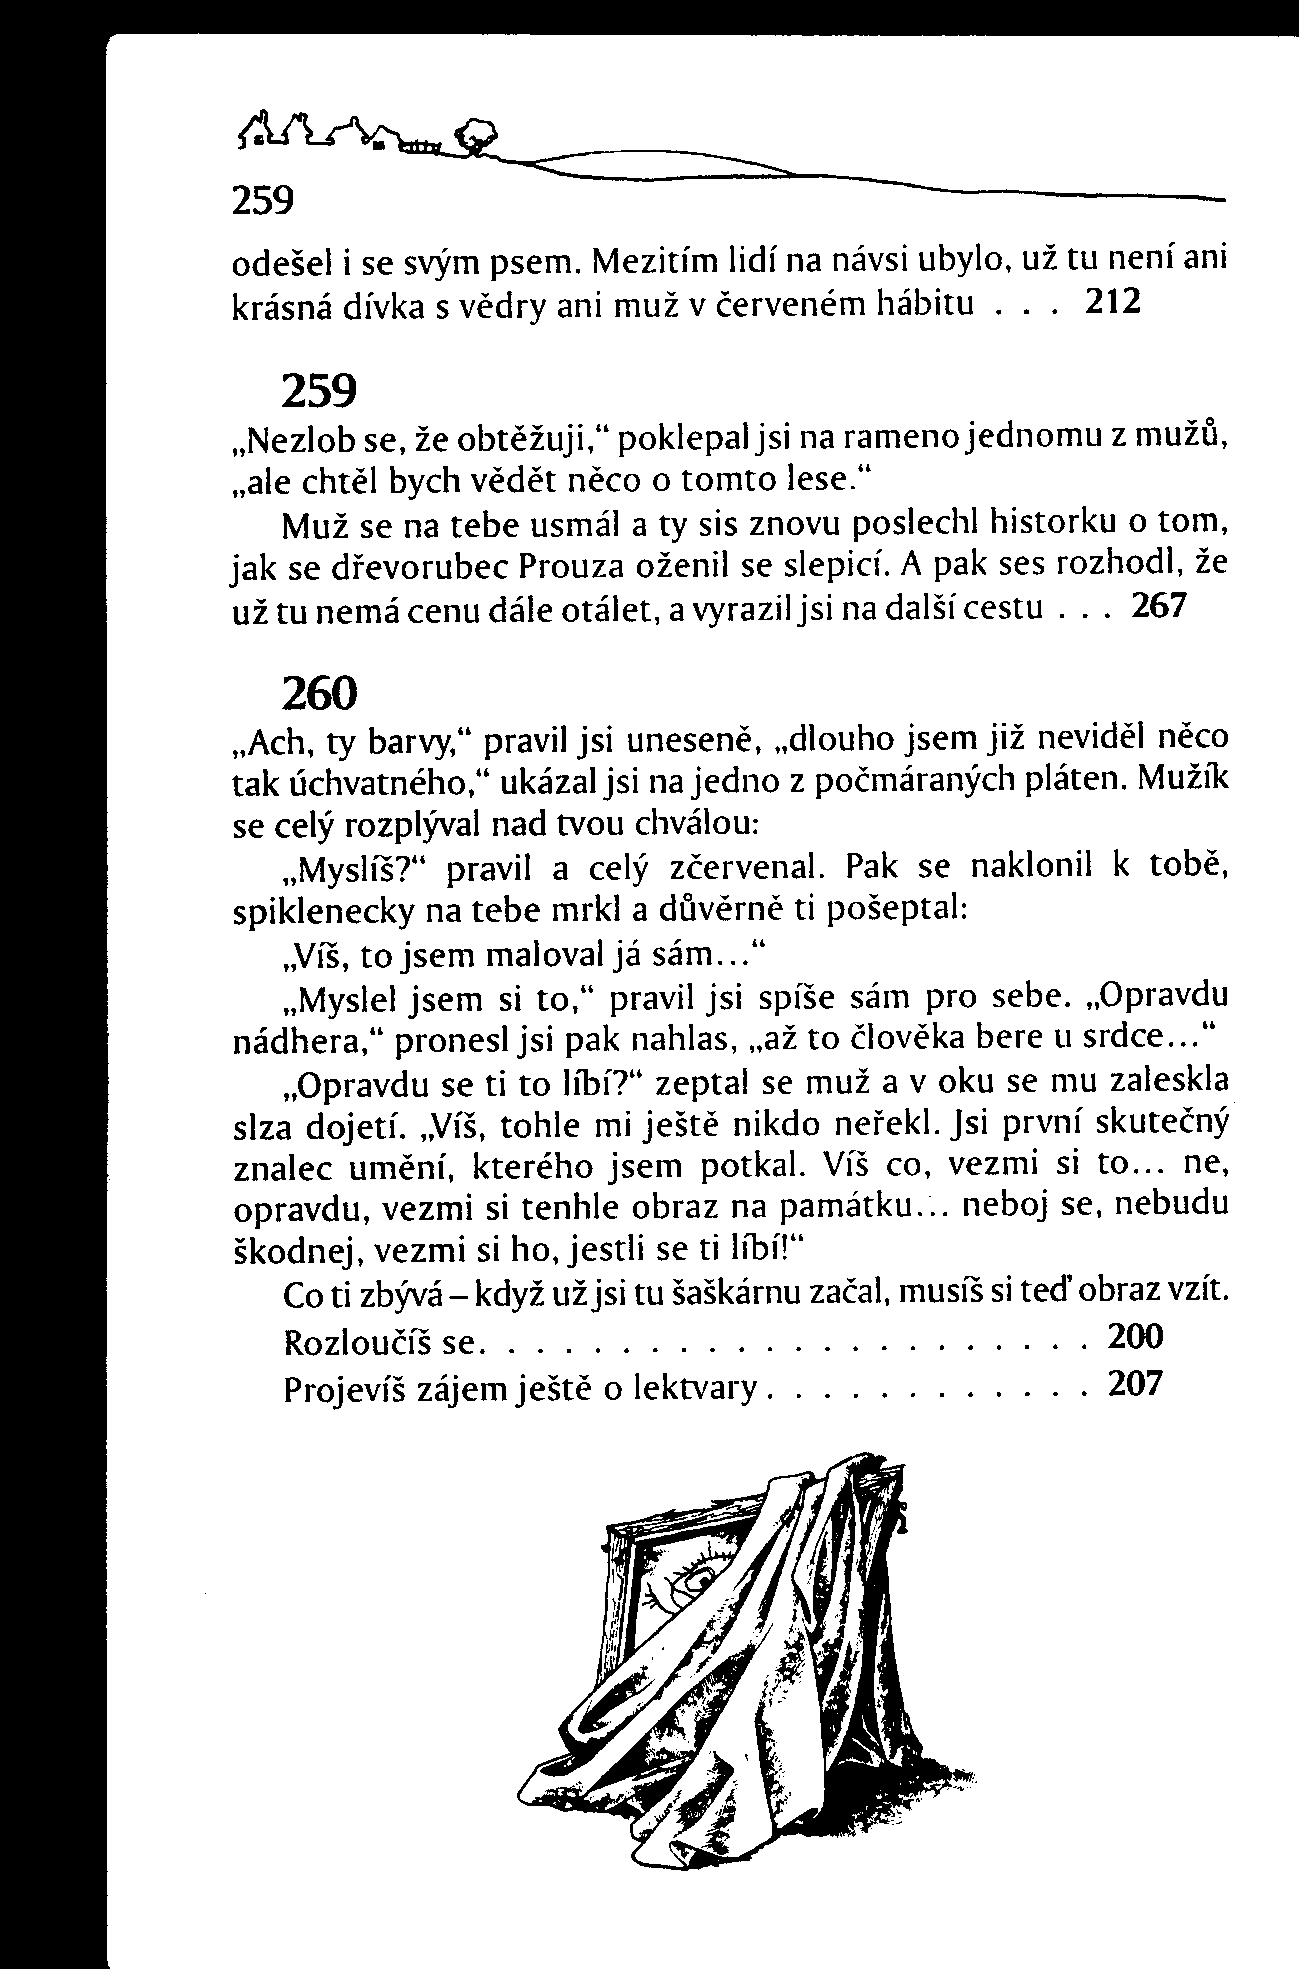 259
odešel i se svým psem. Mezitím lidí na návsi ubylo, už tu není ani
krásná dívka s vědry ani muž v červeném hábitu . . . 212
259
„Nezlob se, že obtěžuji,“ poklepal jsi na rameno jednomu z mužů,
„ale chtěl bych vědět něco o tomto lese.“
Muž se na tebe usmál a ty sis znovu poslechl historku o tom,
jak se dřevorubec Prouza oženil se slepicí. A pak ses rozhodl, že
už tu nemá cenu dále otálet, a vyrazil jsi na další cestu . . . 267
260
„Ach, ty barvy,“ pravil jsi uneseně, „dlouho jsem již neviděl něco
tak úchvatného,“ ukázal jsi na jedno z počmáraných pláten. Mužík
se celý rozplýval nad tvou chválou:
„Myslíš?“ pravil a celý zčervenal. Pak se naklonil k tobě,
spiklenecky na tebe mrkl a důvěrně ti pošeptal:
„Víš, to jsem maloval já sám...“
„Myslel jsem si to,“ pravil jsi spíše sám pro sebe. „Opravdu
nádhera,“ pronesl jsi pak nahlas, „až to člověka bere u srdce...“
„Opravdu se ti to líbí?“ zeptal se muž a v oku se mu zaleskla
slza dojetí. „Víš, tohle mi ještě nikdo neřekl. Jsi první skutečný
znalec umění, kterého jsem potkal. Víš co, vezmi si to... ne,
opravdu, vezmi si tenhle obraz na památku... neboj se, nebudu
škodnej, vezmi si ho, jestli se ti líbí!“
Co ti zbývá – když už jsi tu šaškárnu začal, musíš si teď obraz vzít.
Rozloučíš se. . . . . . . . . . . . . . . . . . . . . . 200
Projevíš zájem ještě o lektvary . . . . . . . . . . . . 207